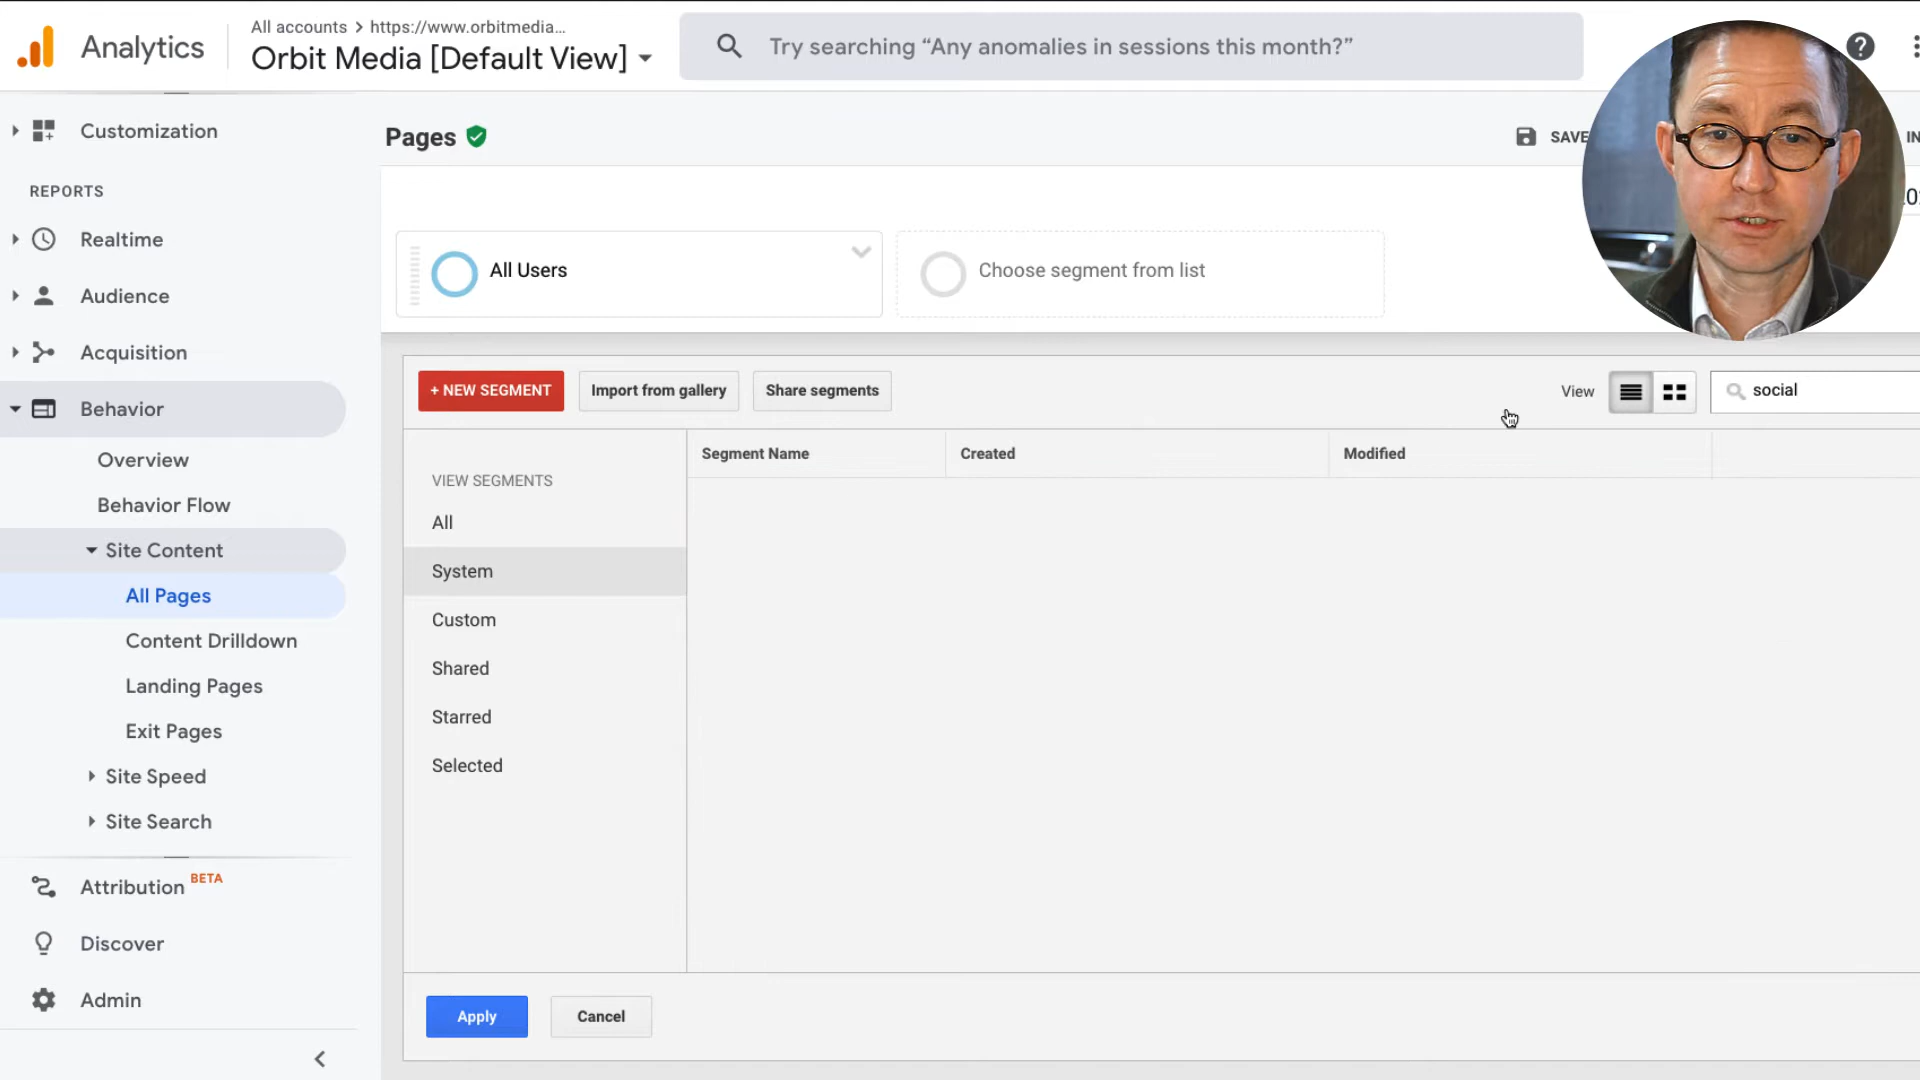 Analytics
All accounts > https://www.orbitmedia...
Orbit Media [Default View]
Try searching “Any anomalies in sessions this month?”
Customization
REPORTS
Realtime
Audience
Acquisition
Behavior
Overview
Behavior Flow
Site Content
All Pages
Content Drilldown
Landing Pages
Exit Pages
Site Speed
Site Search
Attribution BETA
Discover
Admin
Pages
SAVE
IN
All Users
Choose segment from list
+ NEW SEGMENT
Import from gallery
Share segments
View
social
VIEW SEGMENTS
All
System
Custom
Shared
Starred
Selected
Segment Name
Created
Modified
Apply
Cancel